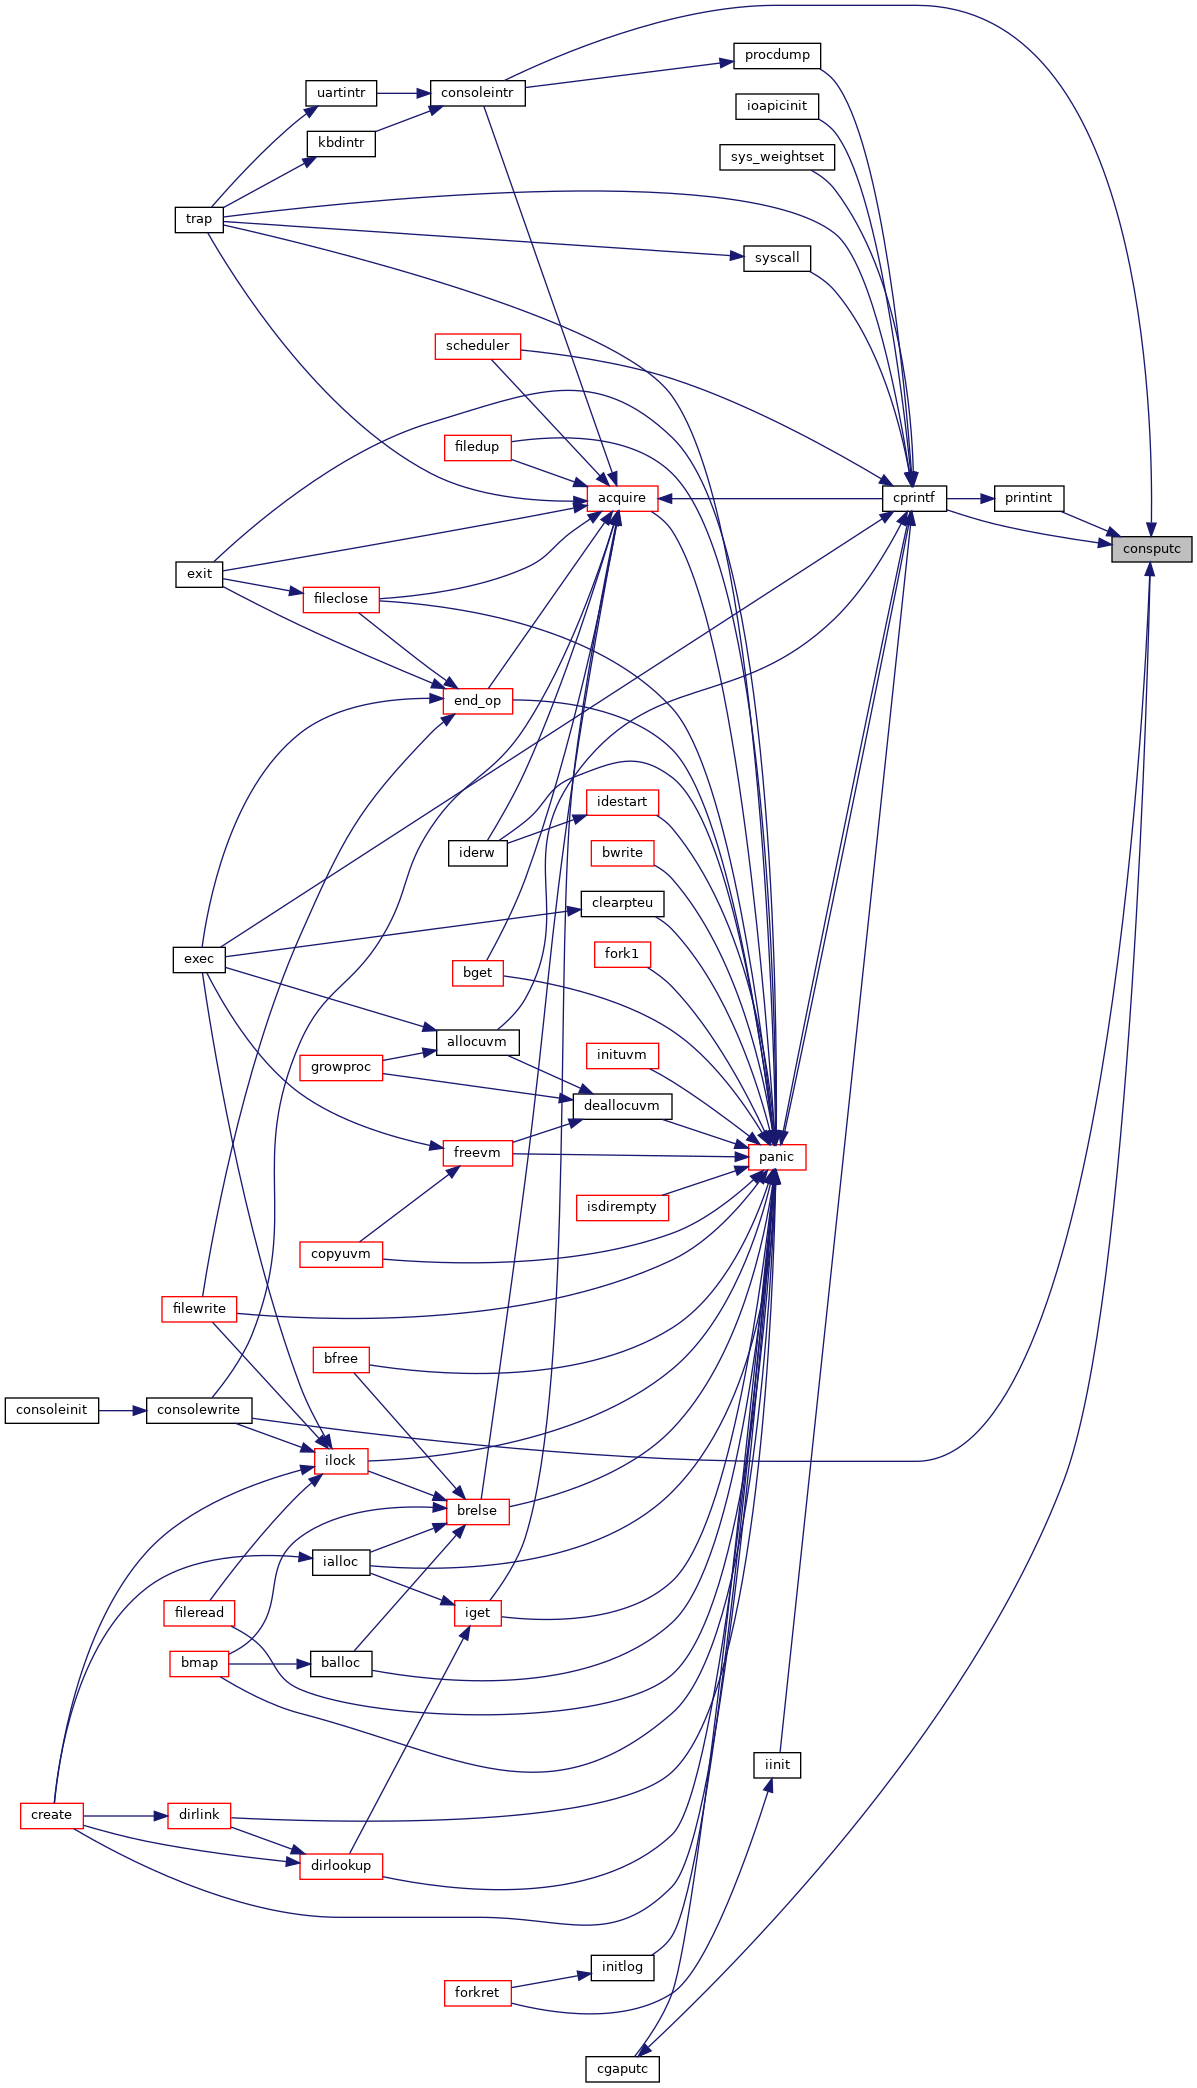 procdump
uartintr
consoleintr
ioapicinit
kbdintr
sys_weightset
trap
syscall
scheduler
filedup
acquire
cprintf
printint
consputc
exit
fileclose
end_op
idestart
iderw
bwrite
clearpteu
exec
fork1
bget
allocuvm
inituvm
growproc
deallocuvm
freevm
panic
isdirempty
copyuvm
filewrite
bfree
consoleinit
consolewrite
ilock
brelse
ialloc
fileread
iget
bmap
balloc
iinit
create
dirlink
dirlookup
initlog
forkret
cgaputc